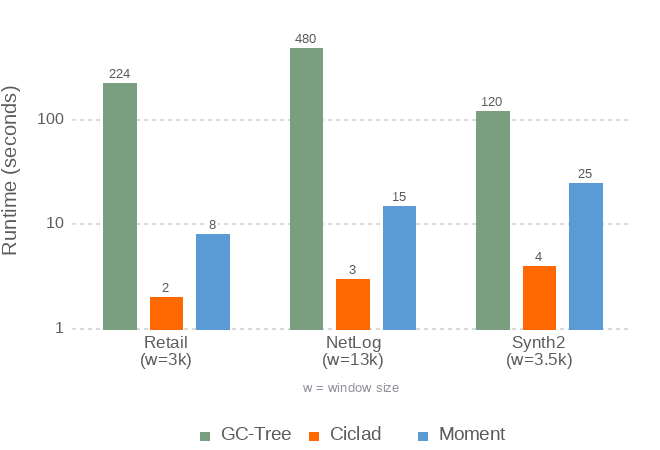 480
224
120
100
25
15
10
8
4
3
2
1
Runtime (seconds)
Retail
(w=3k)
NetLog
(w=13k)
Synth2
(w=3.5k)
w = window size
GC-Tree
Ciclad
Moment